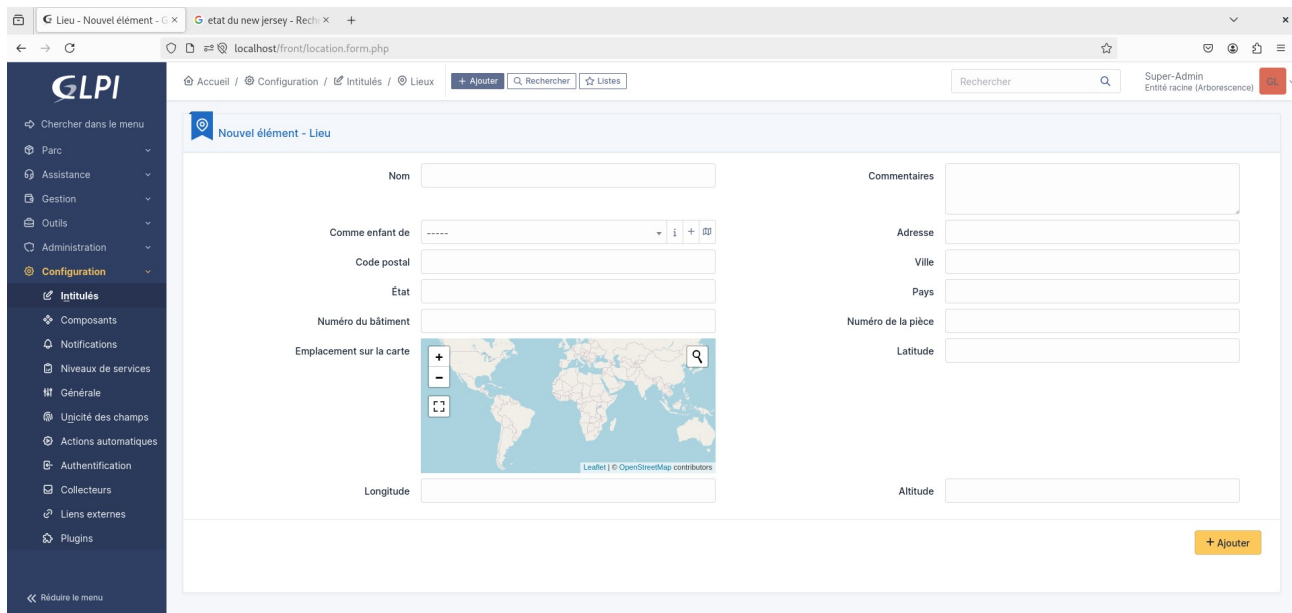 Lieu - Nouvel élément - G
etat du new jersey - Rech
localhost/front/location.form.php
GLPI
Accueil / Configuration / Intitulés / Lieux
+ Ajouter
Rechercher
Listes
Rechercher
Super-Admin
Entité racine (Arborescence)
GL
Chercher dans le menu
Parc
Assistance
Gestion
Outils
Administration
Configuration
Intitulés
Composants
Notifications
Niveaux de services
Générale
Unicité des champs
Actions automatiques
Authentification
Collecteurs
Liens externes
Plugins
Réduire le menu
Nouvel élément - Lieu
Nom
Commentaires
Comme enfant de
-----
Adresse
Code postal
Ville
État
Pays
Numéro du bâtiment
Numéro de la pièce
Emplacement sur la carte
+
−
Leaflet | © OpenStreetMap contributors
Latitude
Longitude
Altitude
+ Ajouter